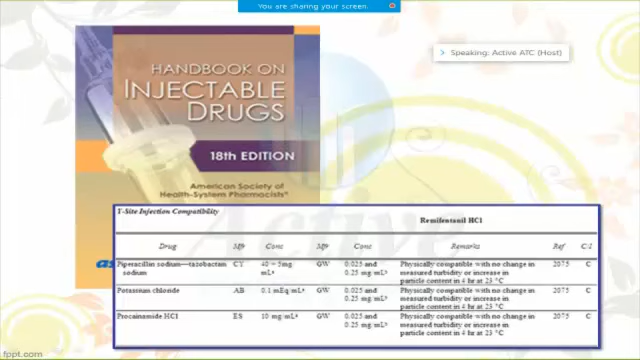 You are sharing your screen.
Speaking: Active ATC (Host)
HANDBOOK ON
INJECTABLE
DRUGS
18th EDITION
American Society of
Health-System Pharmacists
Active
Y-Site Injection Compatibility
Remifentanil HCl
Drug Mfr Conc Mfr Conc Remarks Ref C/I
Piperacillin sodium—tazobactam CY 40 + 5 mg GW 0.025 and Physically compatible with no change in 2075 C
sodium 0.25 mg/mL measured turbidity or increase in
particle content in 4 hr at 23 °C
Potassium chloride AB 0.1 mEq/mL GW 0.025 and Physically compatible with no change in 2075 C
0.25 mg/mL measured turbidity or increase in
particle content in 4 hr at 23 °C
Procainamide HCl ES 10 mg/mL GW 0.025 and Physically compatible with no change in 2075 C
0.25 mg/mL measured turbidity or increase in
particle content in 4 hr at 23 °C
fppt.com